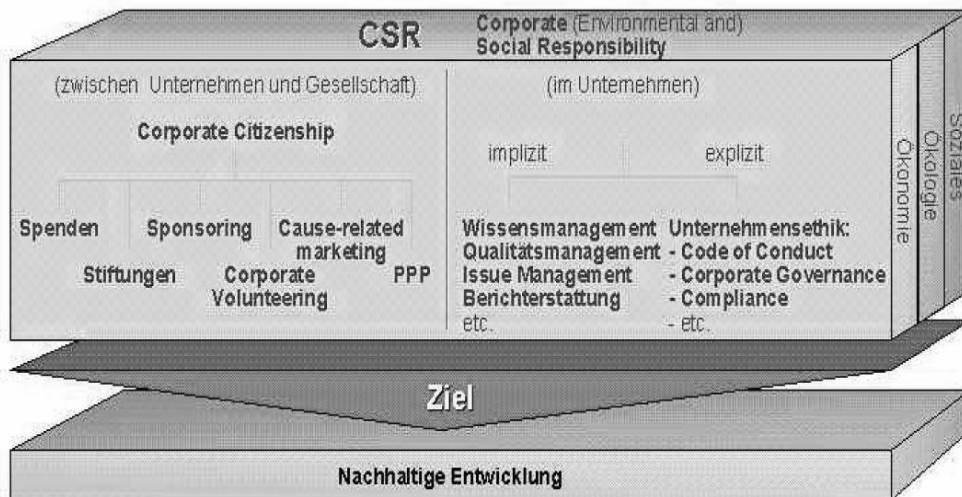 CSR
Corporate (Environmental and)
Social Responsibility
(zwischen Unternehmen und Gesellschaft)
Corporate Citizenship
Spenden
Sponsoring
Cause-related
marketing
Stiftungen
Corporate
Volunteering
PPP
(im Unternehmen)
implizit
explizit
Wissensmanagement
Qualitätsmanagement
Issue Management
Berichterstattung
etc.
Unternehmensethik:
- Code of Conduct
- Corporate Governance
- Compliance
- etc.
Ökonomie
Ökologie
Soziales
Ziel
Nachhaltige Entwicklung